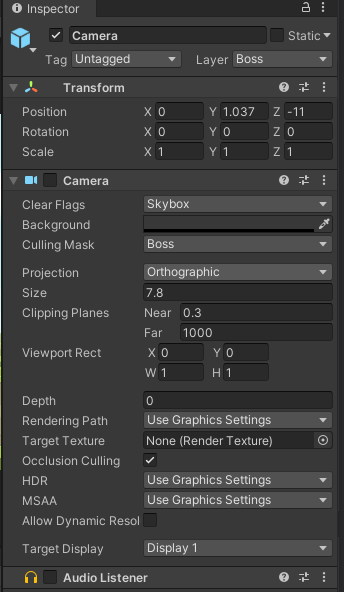 Inspector
Camera Static
Tag Untagged Layer Boss
Transform
Position X 0 Y 1.037 Z -11
Rotation X 0 Y 0 Z 0
Scale X 1 Y 1 Z 1
Camera
Clear Flags Skybox
Background
Culling Mask Boss
Projection Orthographic
Size 7.8
Clipping Planes Near 0.3
Far 1000
Viewport Rect X 0 Y 0
W 1 H 1
Depth 0
Rendering Path Use Graphics Settings
Target Texture None (Render Texture)
Occlusion Culling
HDR Use Graphics Settings
MSAA Use Graphics Settings
Allow Dynamic Resol
Target Display Display 1
Audio Listener